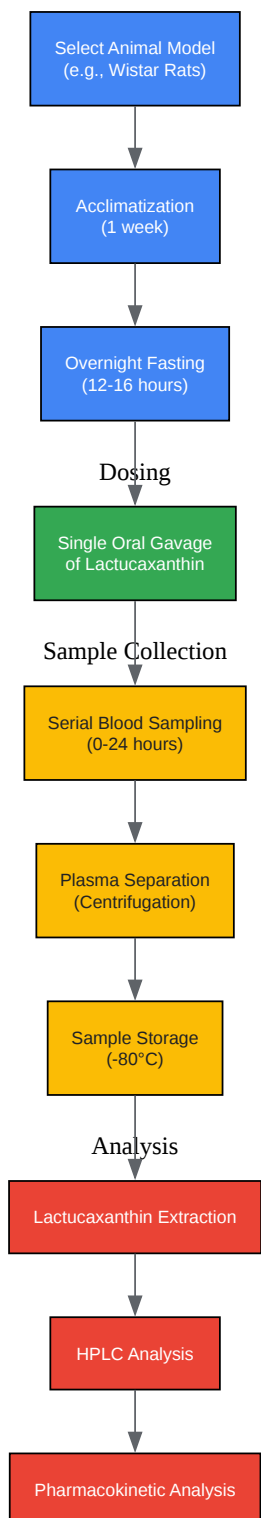 Select Animal Model
(e.g., Wistar Rats)
Acclimatization
(1 week)
Overnight Fasting
(12-16 hours)
Dosing
Single Oral Gavage
of Lactucaxanthin
Sample Collection
Serial Blood Sampling
(0-24 hours)
Plasma Separation
(Centrifugation)
Sample Storage
(-80°C)
Analysis
Lactucaxanthin Extraction
HPLC Analysis
Pharmacokinetic Analysis